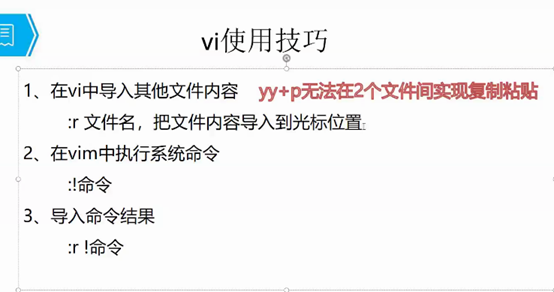 vi使用技巧
1、在vi中导入其他文件内容 yy+p无法在2个文件间实现复制粘贴
:r 文件名，把文件内容导入到光标位置
2、在vim中执行系统命令
:!命令
3、导入命令结果
:r !命令